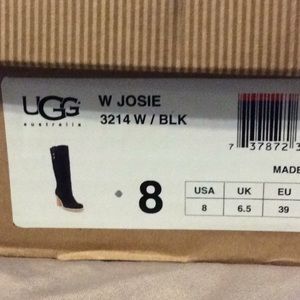 UGG
australia
W JOSIE
3214 W / BLK
7 37872 3
MADE
8
USA UK EU
8 6.5 39